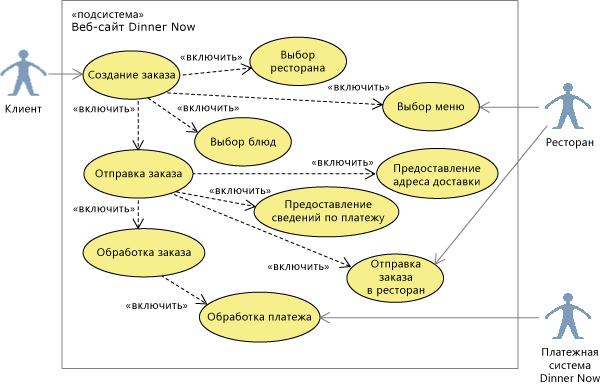 «подсистема»
Веб-сайт Dinner Now
Клиент
Создание заказа
«включить»
Выбор
ресторана
«включить»
Выбор меню
«включить»
«включить»
Выбор блюд
Ресторан
Отправка заказа
«включить»
Предоставление
адреса доставки
«включить»
Предоставление
сведений по платежу
«включить»
Обработка заказа
«включить»
Отправка
заказа
в ресторан
«включить»
Обработка платежа
Платежная
система
Dinner Now